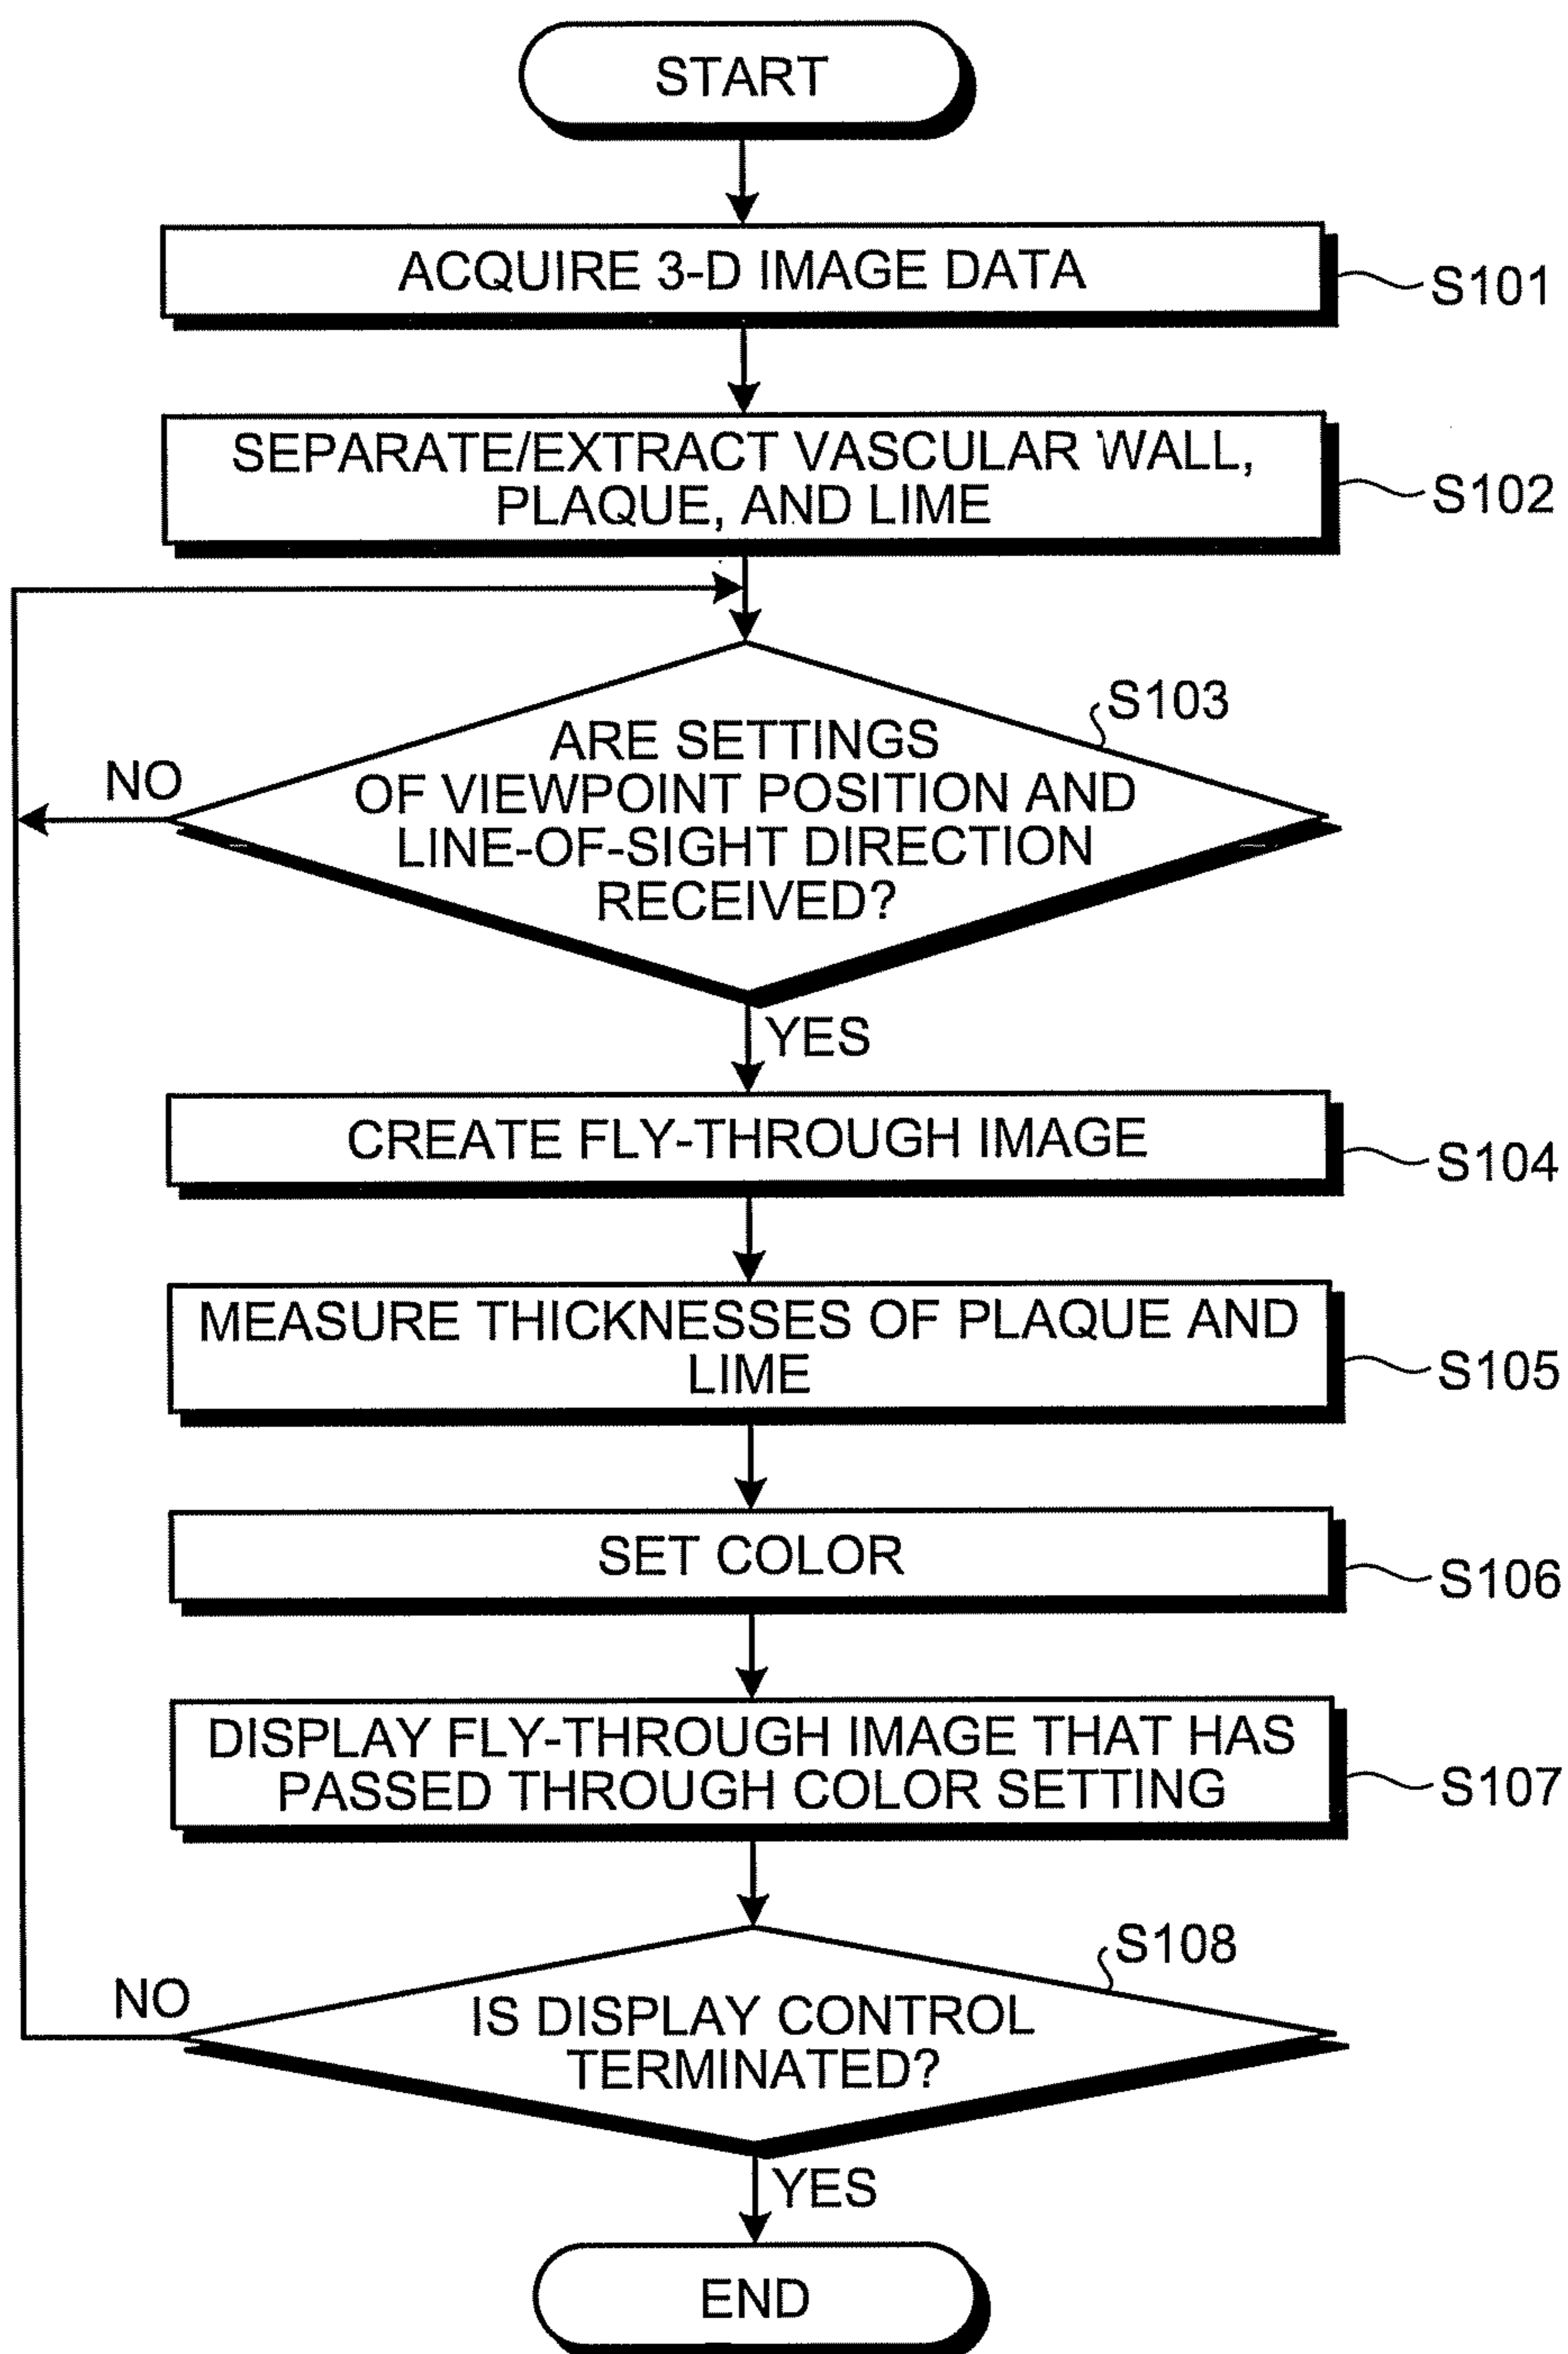 START
ACQUIRE 3-D IMAGE DATA
S101
SEPARATE/EXTRACT VASCULAR WALL,
PLAQUE, AND LIME
S102
S103
ARE SETTINGS
OF VIEWPOINT POSITION AND
LINE-OF-SIGHT DIRECTION
RECEIVED?
NO
YES
CREATE FLY-THROUGH IMAGE
S104
MEASURE THICKNESSES OF PLAQUE AND
LIME
S105
SET COLOR
S106
DISPLAY FLY-THROUGH IMAGE THAT HAS
PASSED THROUGH COLOR SETTING
S107
S108
IS DISPLAY CONTROL
TERMINATED?
NO
YES
END